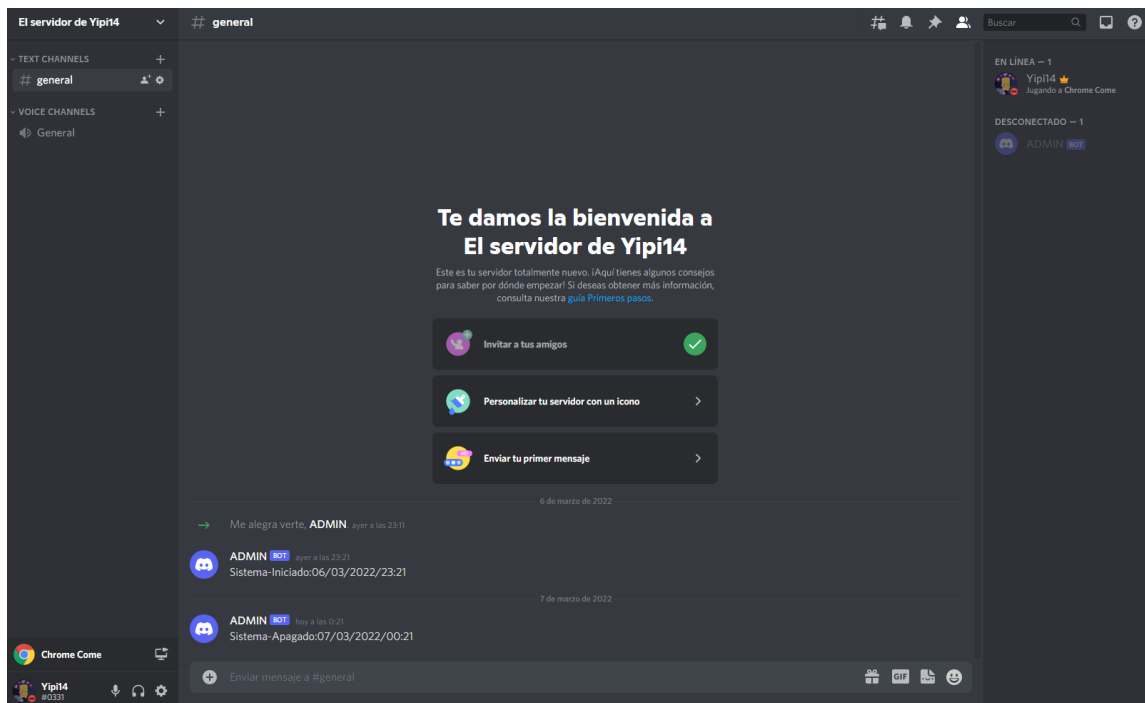 El servidor de Yipi14
general
Buscar
TEXT CHANNELS
general
VOICE CHANNELS
General
Te damos la bienvenida a
El servidor de Yipi14
Este es tu servidor totalmente nuevo. ¡Aquí tienes algunos consejos
para saber por dónde empezar! Si deseas obtener más información,
consulta nuestra guía Primeros pasos.
Invitar a tus amigos
Personalizar tu servidor con un icono
Enviar tu primer mensaje
6 de marzo de 2022
Me alegra verte, ADMIN. ayer a las 23:11
ADMIN BOT ayer a las 23:21
Sistema-Iniciado:06/03/2022/23:21
7 de marzo de 2022
ADMIN BOT hoy a las 0:21
Sistema-Apagado:07/03/2022/00:21
Enviar mensaje a #general
GIF
Chrome Come
Yipi14
#0331
EN LÍNEA — 1
Yipi14
Jugando a Chrome Come
DESCONECTADO — 1
ADMIN BOT